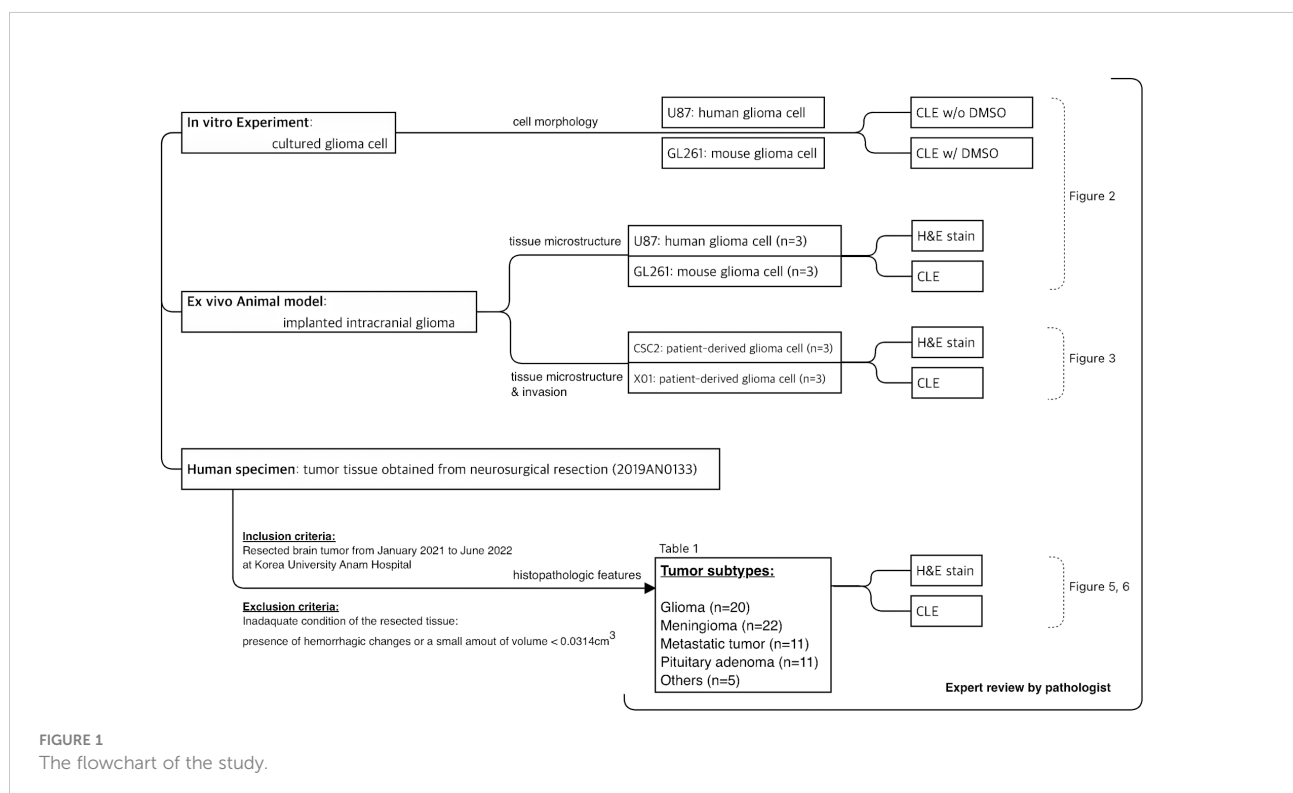 In vitro Experiment:
cultured glioma cell
cell morphology
U87: human glioma cell
GL261: mouse glioma cell
CLE w/o DMSO
CLE w/ DMSO
Figure 2
Ex vivo Animal model:
implanted intracranial glioma
tissue microstructure
U87: human glioma cell (n=3)
GL261: mouse glioma cell (n=3)
H&E stain
CLE
tissue microstructure
& invasion
CSC2: patient-derived glioma cell (n=3)
X01: patient-derived glioma cell (n=3)
H&E stain
CLE
Figure 3
Human specimen: tumor tissue obtained from neurosurgical resection (2019AN0133)
Inclusion criteria:
Resected brain tumor from January 2021 to June 2022
at Korea University Anam Hospital
histopathologic features
Exclusion criteria:
Inadaquate condition of the resected tissue:
presence of hemorrhagic changes or a small amout of volume < 0.0314cm3
Table 1
Tumor subtypes:
Glioma (n=20)
Meningioma (n=22)
Metastatic tumor (n=11)
Pituitary adenoma (n=11)
Others (n=5)
H&E stain
CLE
Figure 5, 6
Expert review by pathologist
FIGURE 1
The flowchart of the study.